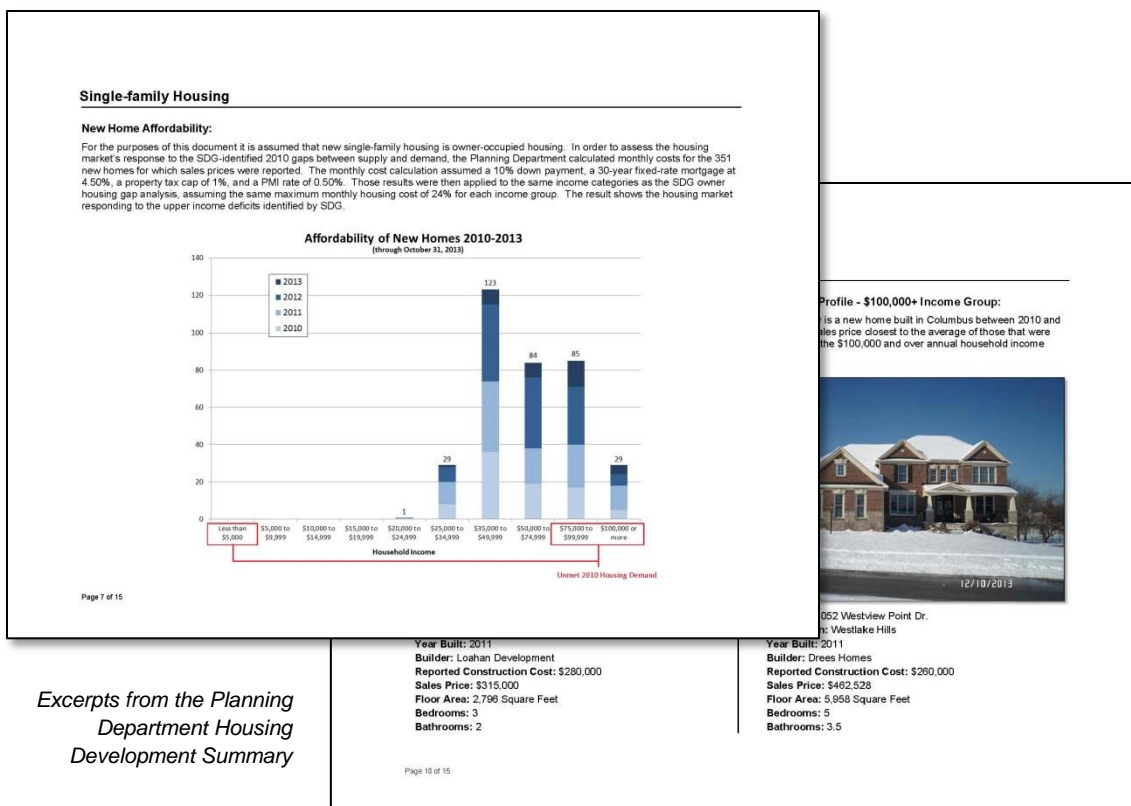 Single-family Housing
New Home Affordability:
For the purposes of this document it is assumed that new single-family housing is owner-occupied housing. In order to assess the housing
market's response to the SDG-identified 2010 gaps between supply and demand, the Planning Department calculated monthly costs for the 351
new homes for which sales prices were reported. The monthly cost calculation assumed a 10% down payment, a 30-year fixed-rate mortgage at
4.50%, a property tax cap of 1%, and a PMI rate of 0.50%. Those results were then applied to the same income categories as the SDG owner
housing gap analysis, assuming the same maximum monthly housing cost of 24% for each income group. The result shows the housing market
responding to the upper income deficits identified by SDG.
Affordability of New Homes 2010-2013
(through October 31, 2013)
140
120
100
80
60
40
20
0
2013
2012
2011
2010
1
29
123
84
85
29
Less than $5,000
$5,000 to $9,999
$10,000 to $14,999
$15,000 to $19,999
$20,000 to $24,999
$25,000 to $34,999
$35,000 to $49,999
$50,000 to $74,999
$75,000 to $99,999
$100,000 or more
Household Income
Unmet 2010 Housing Demand
Page 7 of 15
Profile - $100,000+ Income Group:
is a new home built in Columbus between 2010 and
ales price closest to the average of those that were
the $100,000 and over annual household income
12/10/2013
052 Westview Point Dr.
n: Westlake Hills
Year Built: 2011
Builder: Drees Homes
Reported Construction Cost: $260,000
Sales Price: $462,528
Floor Area: 5,958 Square Feet
Bedrooms: 5
Bathrooms: 3.5
Year Built: 2011
Builder: Loahan Development
Reported Construction Cost: $280,000
Sales Price: $315,000
Floor Area: 2,796 Square Feet
Bedrooms: 3
Bathrooms: 2
Page 10 of 15
Excerpts from the Planning
Department Housing
Development Summary